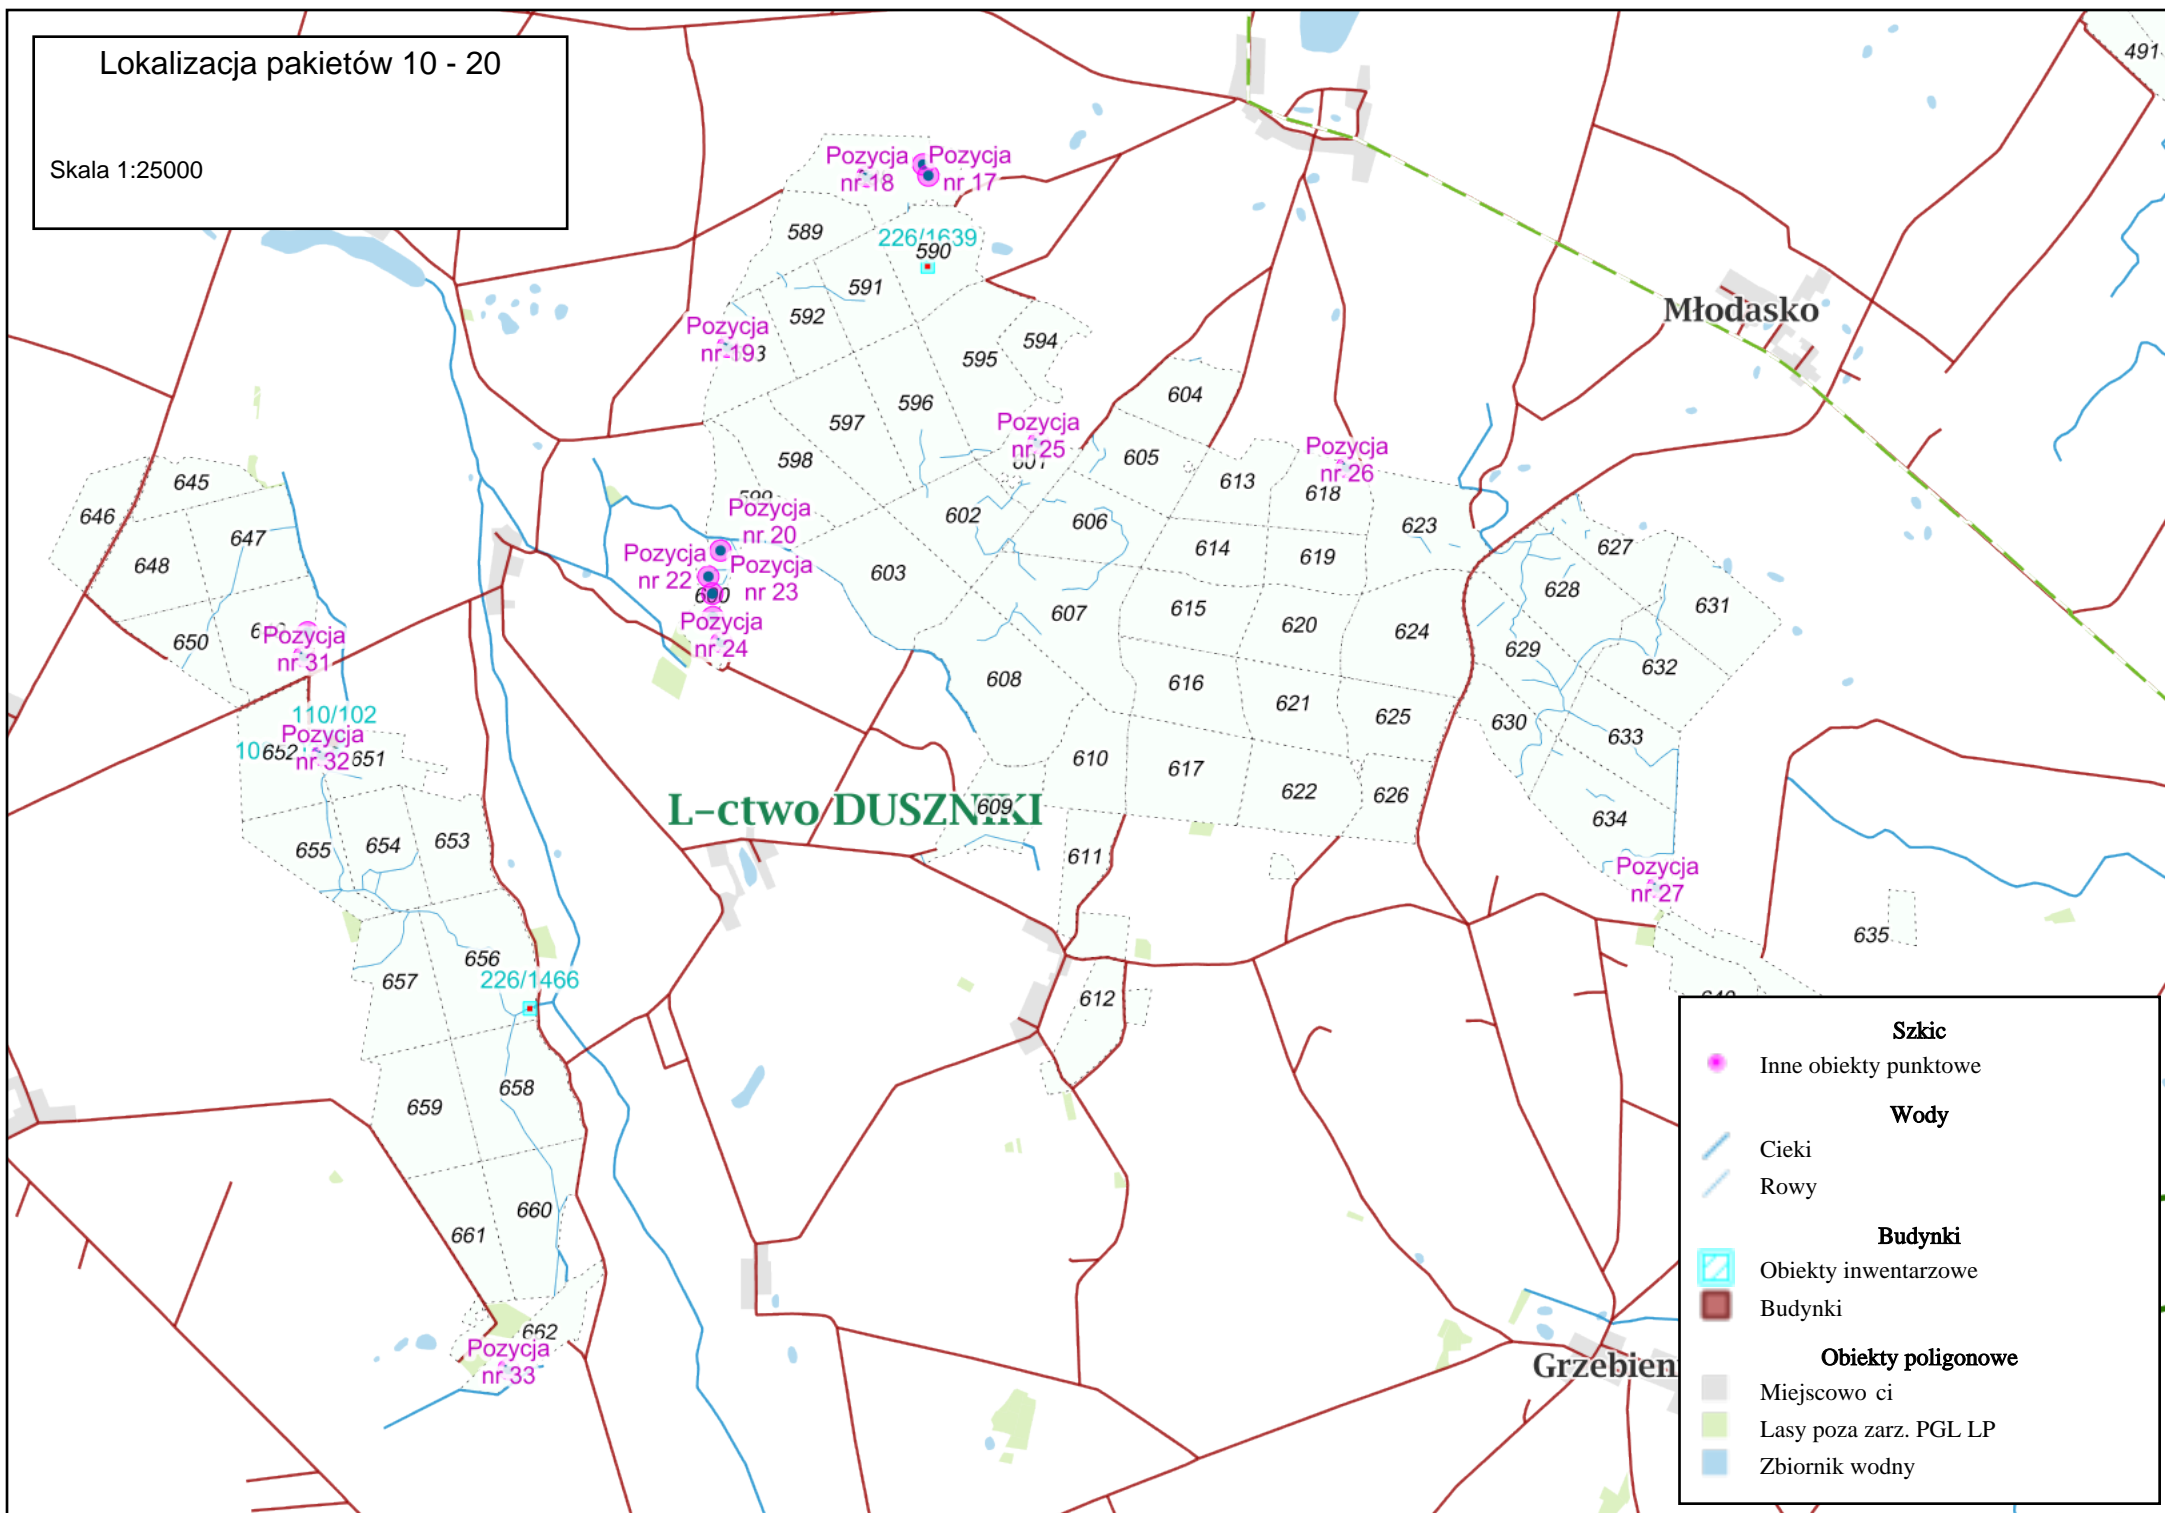 Lokalizacja pakietów 10 - 20
Skala 1:25000
491
Pozycja
nr 18
Pozycja
nr 17
589
226/1639
590
591
592
Pozycja
nr 19
594
595
596
597
598
599
604
605
Pozycja
nr 25
601
Pozycja
nr 26
613
618
623
Młodasko
645
646
647
648
650
602
606
603
607
614
619
615
620
624
627
628
631
629
632
Pozycja
nr 20
Pozycja
nr 22
Pozycja
nr 23
600
Pozycja
nr 24
Pozycja
nr 31
608
616
621
625
630
633
110/102
10
652
Pozycja
nr 32
651
610
617
622
626
634
L-ctwo DUSZNIKI
609
611
655
654
653
Pozycja
nr 27
635
656
657
226/1466
612
658
659
660
661
662
Pozycja
nr 33
Szkic
Inne obiekty punktowe
Wody
Cieki
Rowy
Budynki
Obiekty inwentarzowe
Budynki
Obiekty poligonowe
Miejscowo ci
Lasy poza zarz. PGL LP
Zbiornik wodny